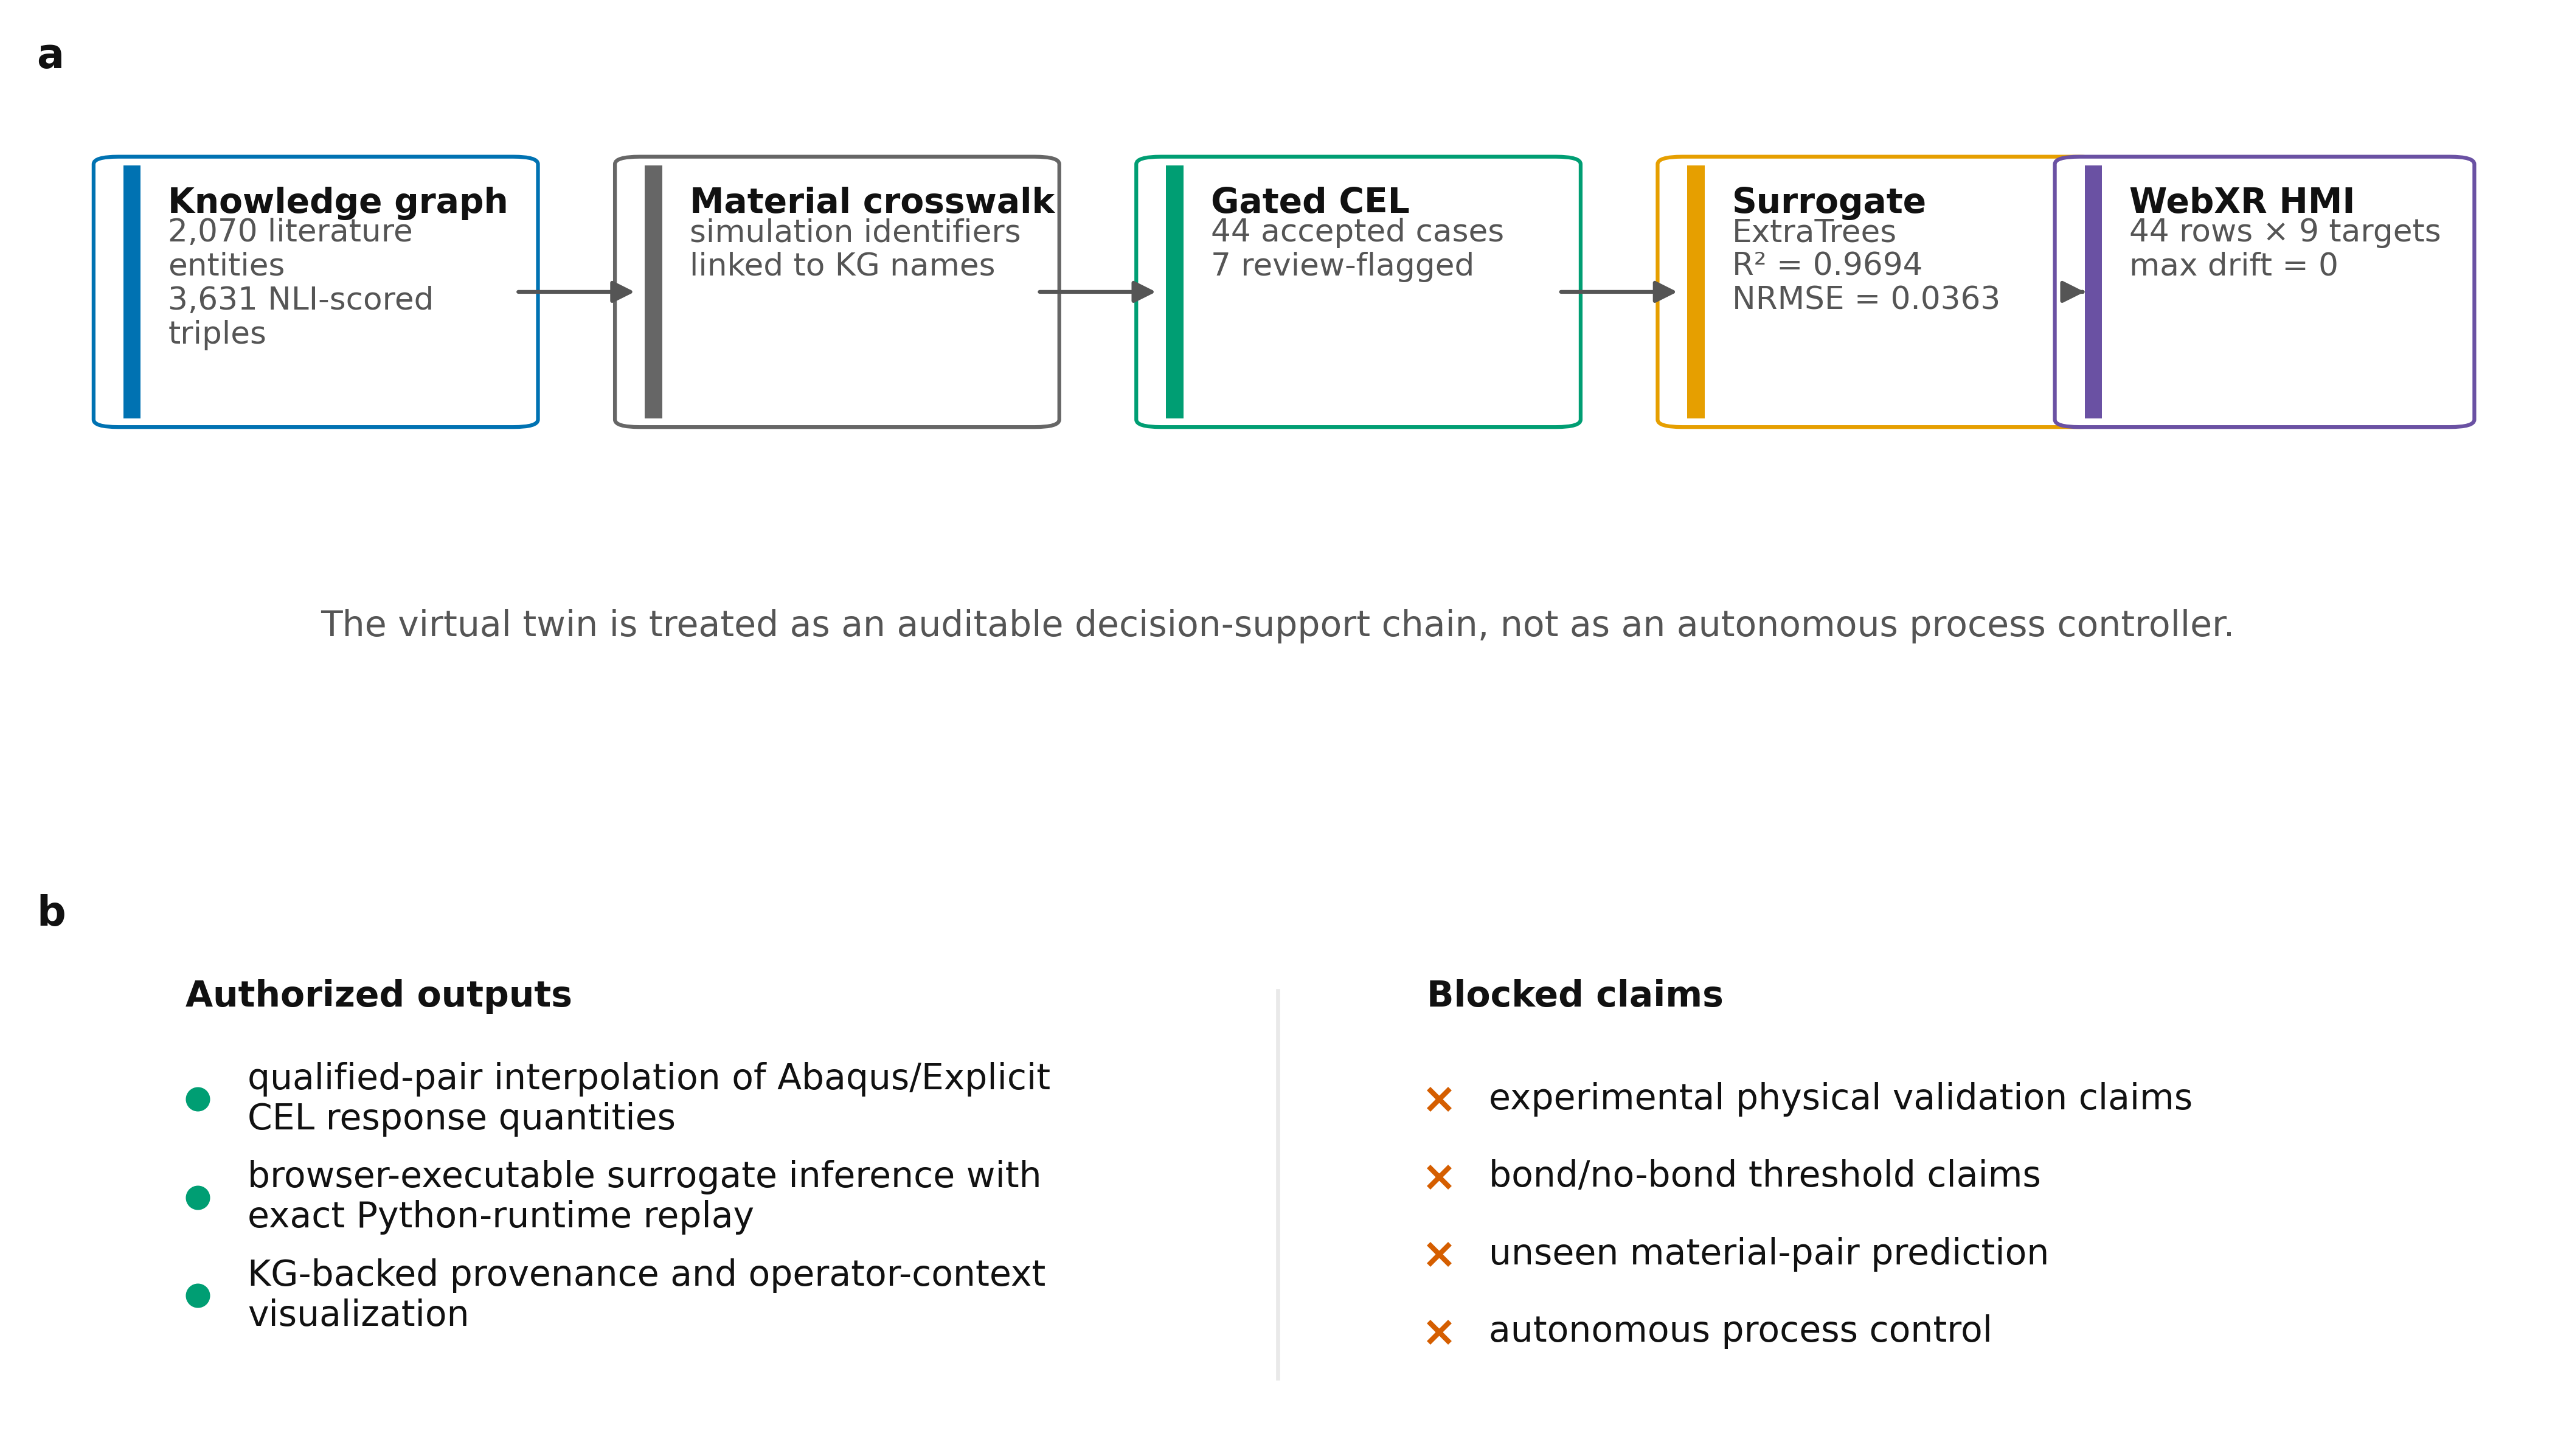 a
Knowledge graph
2,070 literature
entities
3,631 NLI-scored
triples
Material crosswalk
simulation identifiers
linked to KG names
Gated CEL
44 accepted cases
7 review-flagged
Surrogate
ExtraTrees
R² = 0.9694
NRMSE = 0.0363
WebXR HMI
44 rows × 9 targets
max drift = 0
The virtual twin is treated as an auditable decision-support chain, not as an autonomous process controller.
b
Authorized outputs
qualified-pair interpolation of Abaqus/Explicit
CEL response quantities
browser-executable surrogate inference with
exact Python-runtime replay
KG-backed provenance and operator-context
visualization
Blocked claims
experimental physical validation claims
bond/no-bond threshold claims
unseen material-pair prediction
autonomous process control